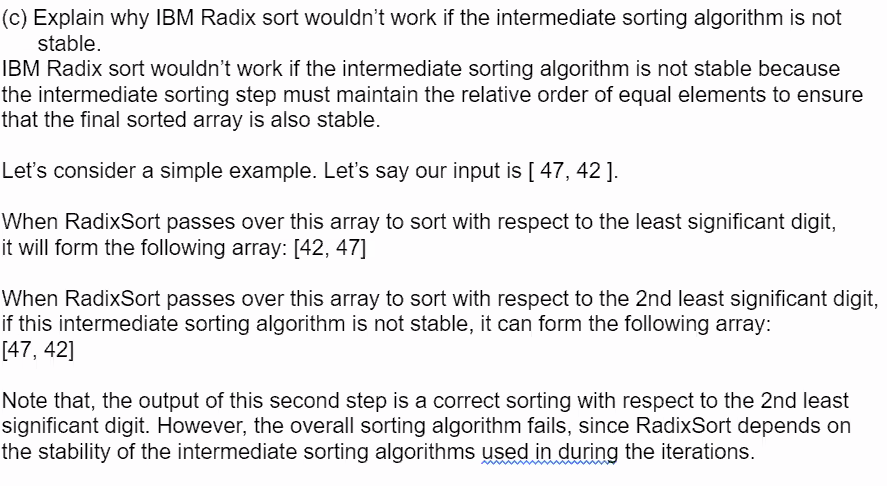 (c) Explain why IBM Radix sort wouldn't work if the intermediate sorting algorithm is not
stable.
IBM Radix sort wouldn't work if the intermediate sorting algorithm is not stable because
the intermediate sorting step must maintain the relative order of equal elements to ensure
that the final sorted array is also stable.
Let's consider a simple example. Let's say our input is [ 47, 42 ].
When RadixSort passes over this array to sort with respect to the least significant digit,
it will form the following array: [42, 47]
When RadixSort passes over this array to sort with respect to the 2nd least significant digit,
if this intermediate sorting algorithm is not stable, it can form the following array:
[47, 42]
Note that, the output of this second step is a correct sorting with respect to the 2nd least
significant digit. However, the overall sorting algorithm fails, since RadixSort depends on
the stability of the intermediate sorting algorithms used in during the iterations.